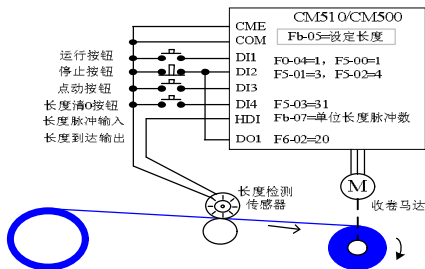 CM510/CM500
CME
COM
Fb-05=设定长度
运行按钮
DI1
F0-04=1, F5-00=1
停止按钮
DI2
F5-01=3, F5-02=4
点动按钮
DI3
长度清0按钮
DI4
F5-03=31
长度脉冲输入
HDI
Fb-07=单位长度脉冲数
长度到达输出
DO1
F6-02=20
长度检测
传感器
M
收卷马达